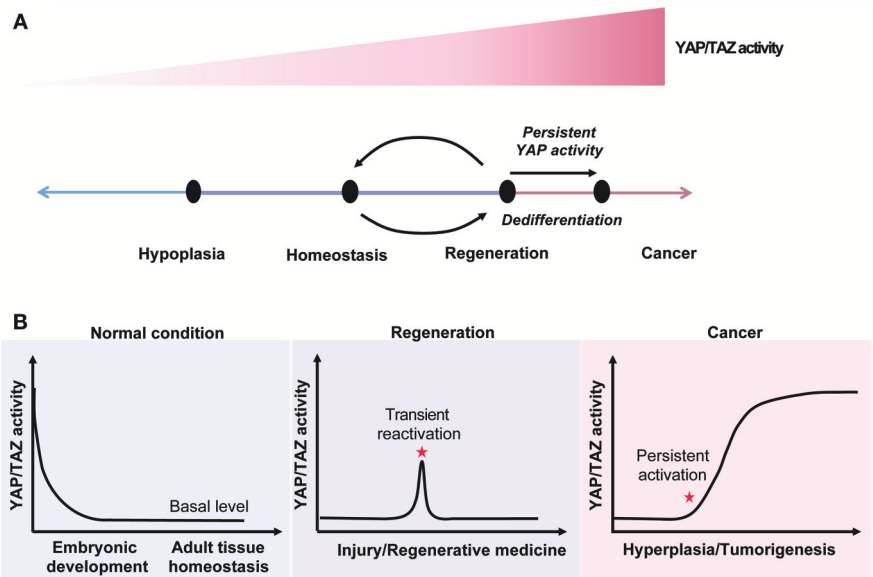 A
YAP/TAZ activity
Persistent
YAP activity
Dedifferentiation
Hypoplasia
Homeostasis
Regeneration
Cancer
B
Normal condition
Regeneration
Cancer
YAP/TAZ activity
Basal level
Embryonic
development
Adult tissue
homeostasis
YAP/TAZ activity
Transient
reactivation
Injury/Regenerative medicine
YAP/TAZ activity
Persistent
activation
Hyperplasia/Tumorigenesis